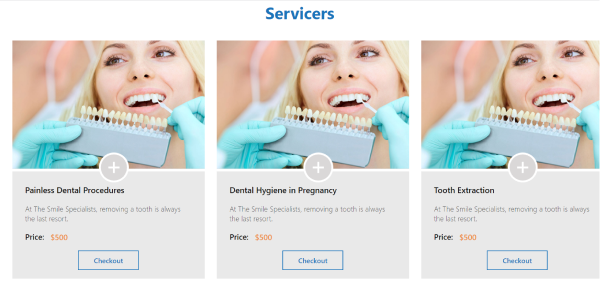 Servicers
Painless Dental Procedures
At The Smile Specialists, removing a tooth is always
the last resort.
Price: $500
Checkout
Dental Hygiene in Pregnancy
At The Smile Specialists, removing a tooth is always
the last resort.
Price: $500
Checkout
Tooth Extraction
At The Smile Specialists, removing a tooth is always
the last resort.
Price: $500
Checkout